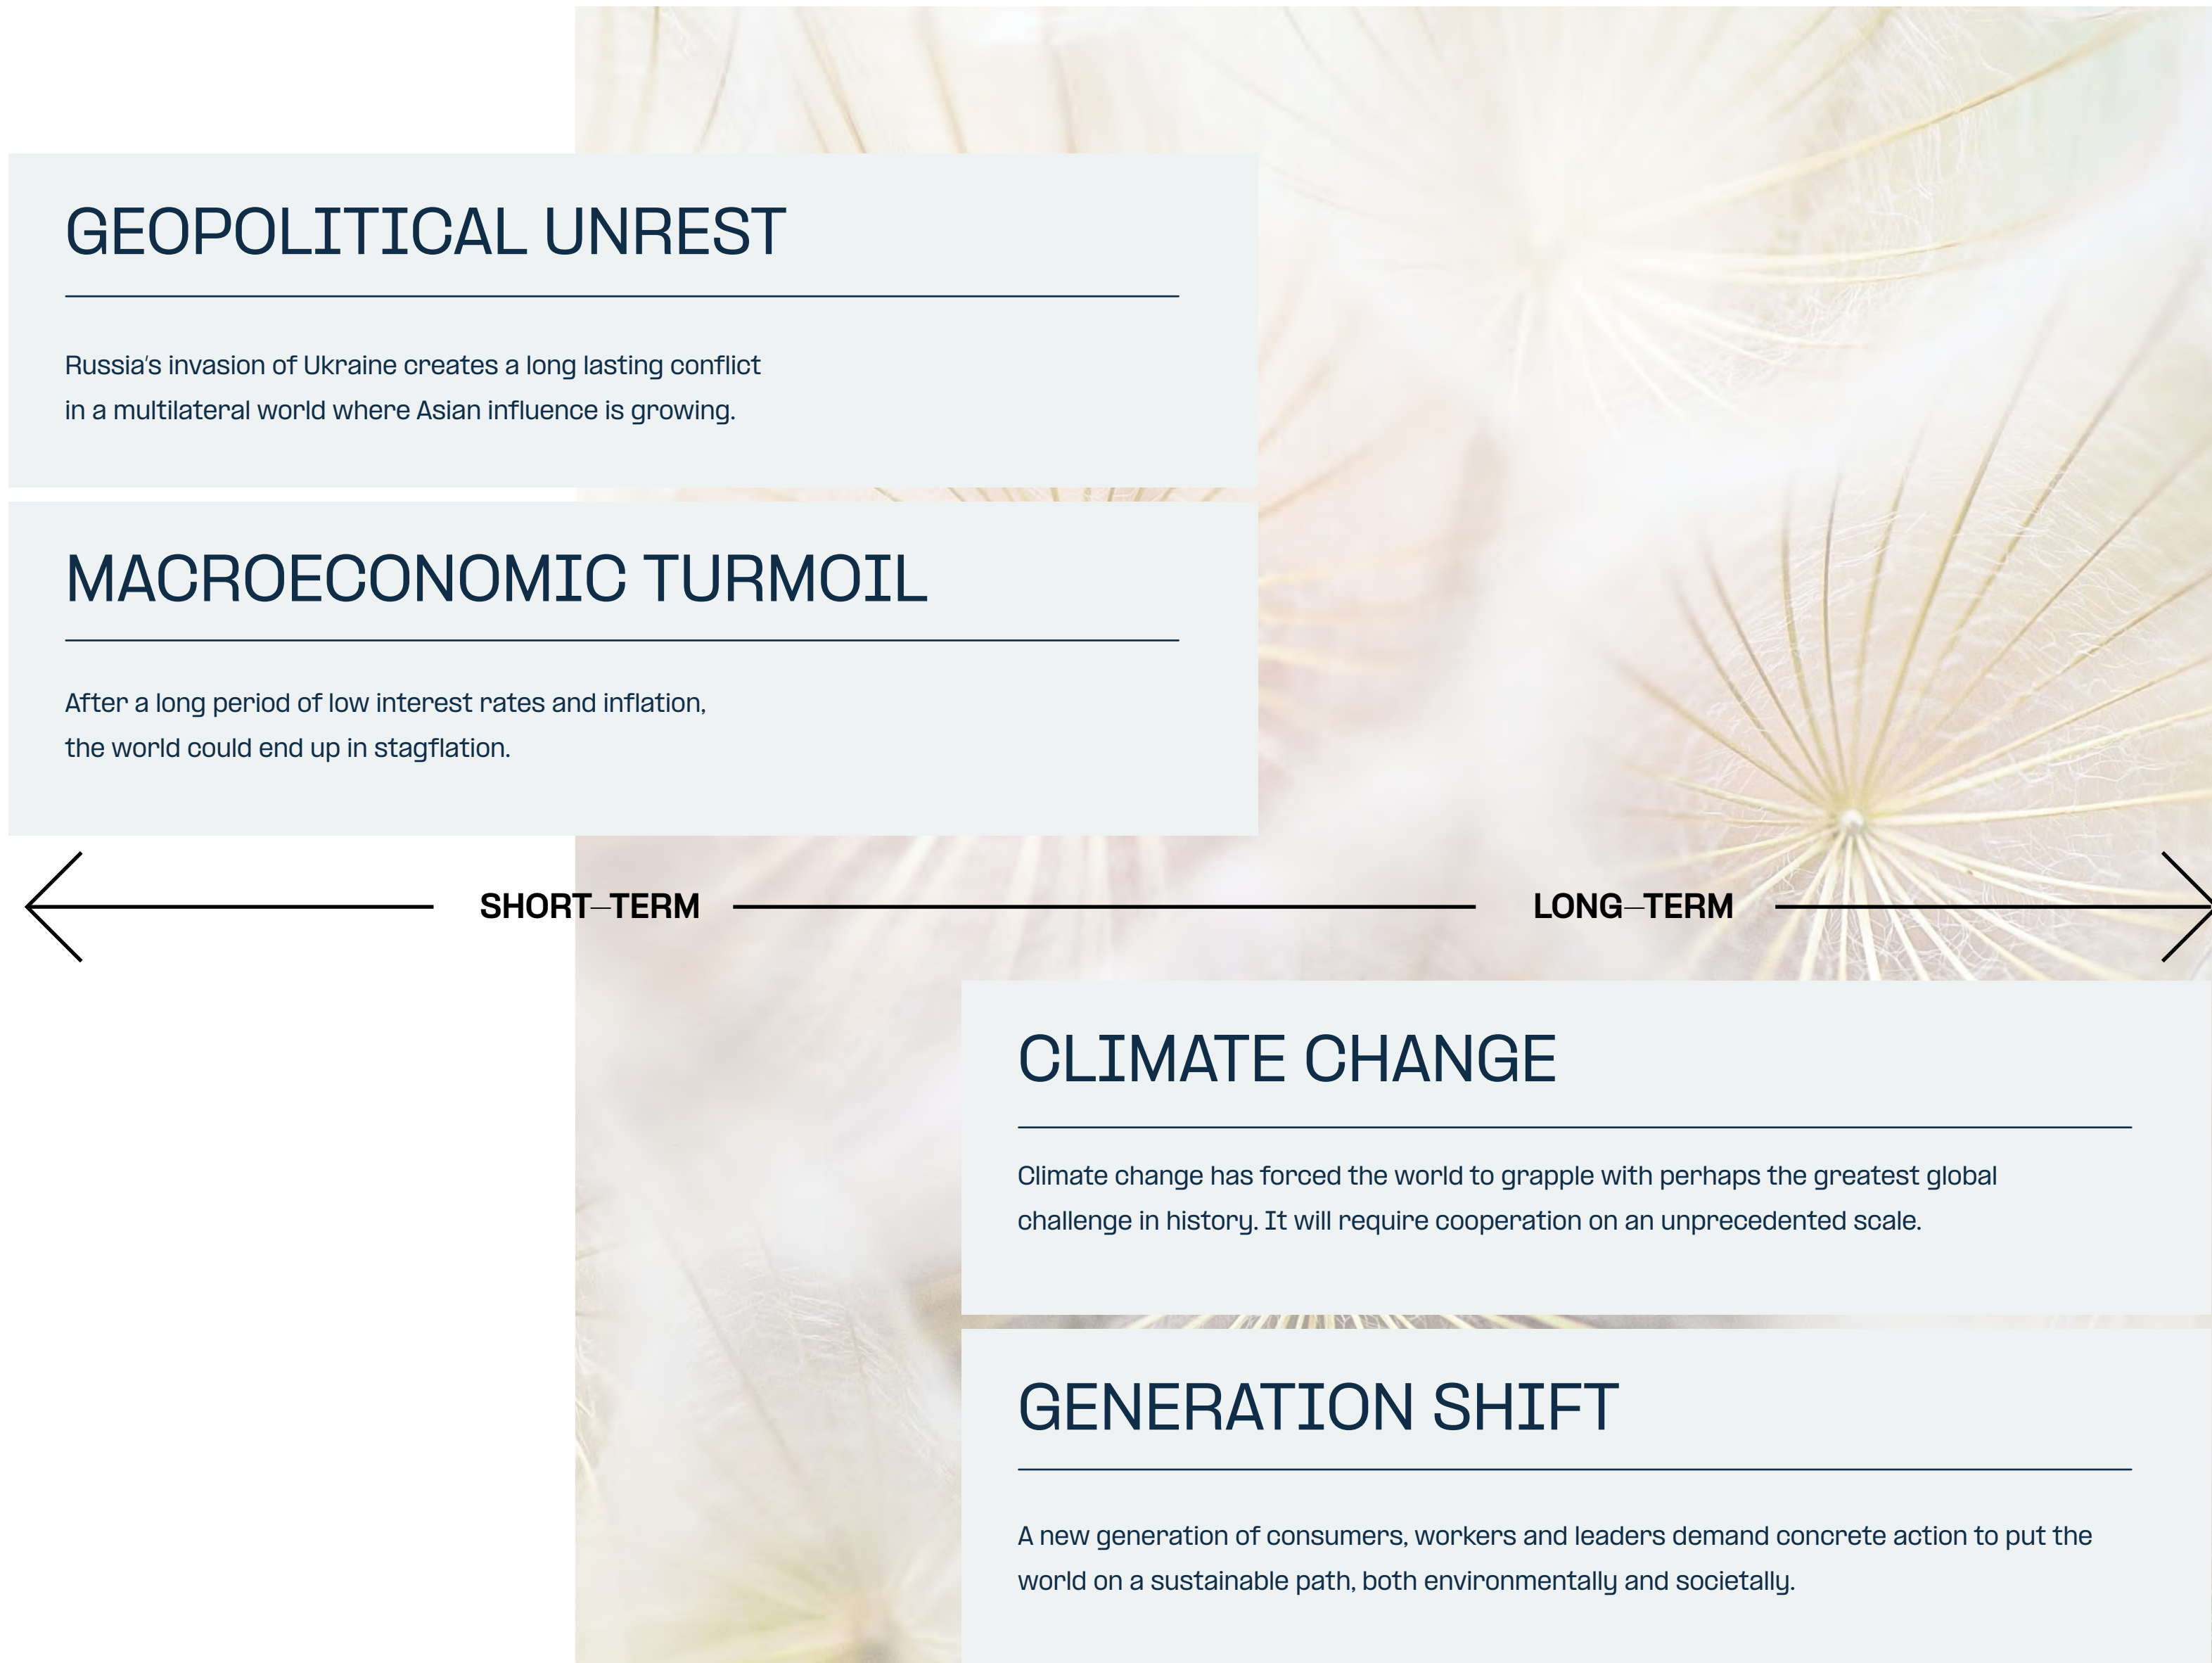 GEOPOLITICAL UNREST
Russia's invasion of Ukraine creates a long lasting conflict
in a multilateral world where Asian influence is growing.
MACROECONOMIC TURMOIL
After a long period of low interest rates and inflation,
the world could end up in stagflation.
SHORT–TERM
LONG–TERM
CLIMATE CHANGE
Climate change has forced the world to grapple with perhaps the greatest global
challenge in history. It will require cooperation on an unprecedented scale.
GENERATION SHIFT
A new generation of consumers, workers and leaders demand concrete action to put the
world on a sustainable path, both environmentally and societally.